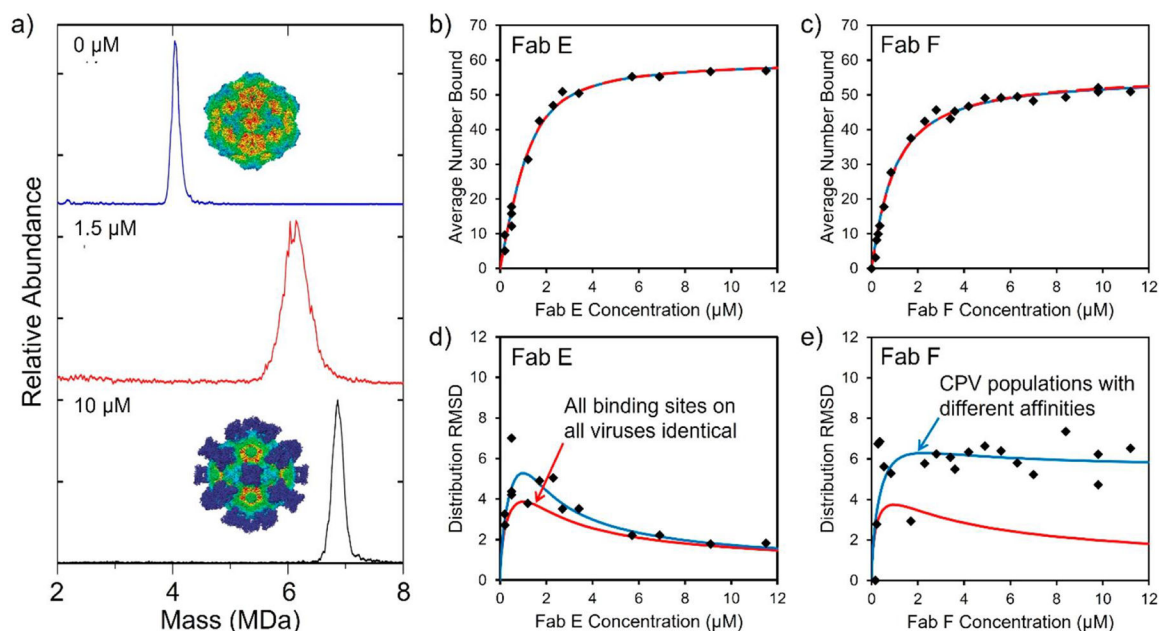 a)
0 µM
1.5 µM
10 µM
Relative Abundance
2
4
6
8
Mass (MDa)
b)
Fab E
70
60
50
40
30
20
10
0
Average Number Bound
0
2
4
6
8
10
12
Fab E Concentration (µM)
c)
Fab F
70
60
50
40
30
20
10
0
Average Number Bound
0
2
4
6
8
10
12
Fab F Concentration (µM)
d)
Fab E
12
10
8
6
4
2
0
Distribution RMSD
All binding sites on
all viruses identical
0
2
4
6
8
10
12
Fab E Concentration (µM)
e)
Fab F
12
10
8
6
4
2
0
Distribution RMSD
CPV populations with
different affinities
0
2
4
6
8
10
12
Fab F Concentration (µM)